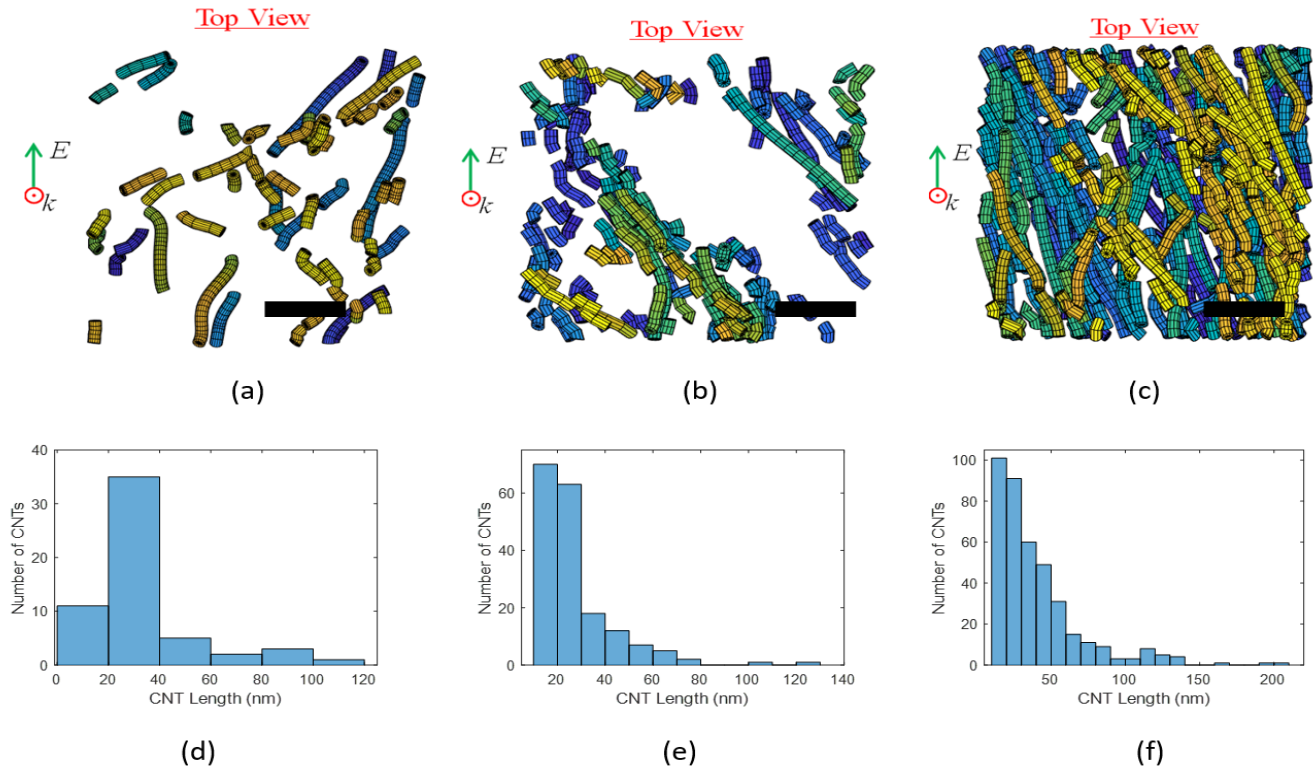 Top View
E
k
(a)
Top View
E
k
(b)
Top View
E
k
(c)
Number of CNTs
40
30
20
10
0
0 20 40 60 80 100 120
CNT Length (nm)
(d)
Number of CNTs
60
40
20
0
20 40 60 80 100 120 140
CNT Length (nm)
(e)
Number of CNTs
100
80
60
40
20
0
50 100 150 200
CNT Length (nm)
(f)